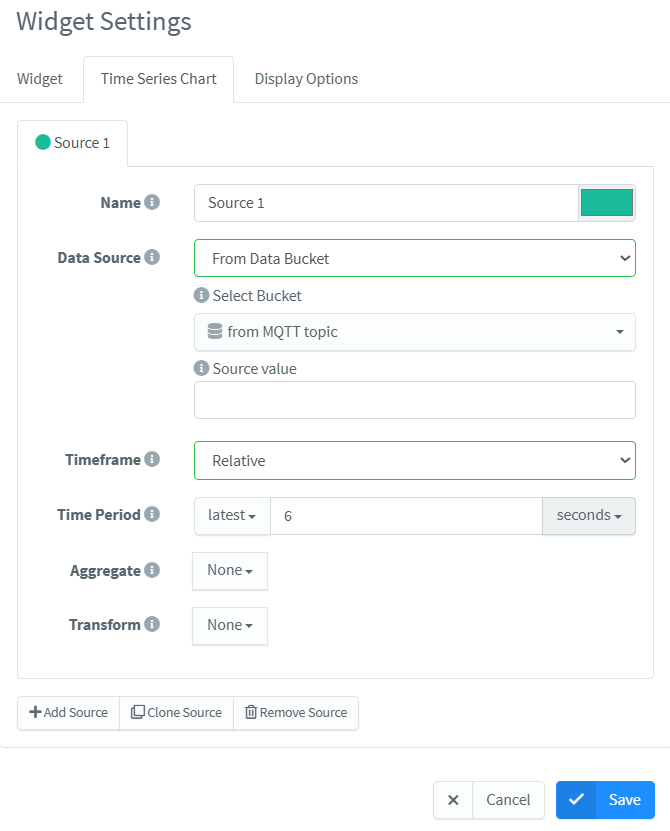 Widget Settings
Widget Time Series Chart Display Options
Source 1
Name Source 1
Data Source From Data Bucket
Select Bucket
from MQTT topic
Source value
Timeframe Relative
Time Period latest 6 seconds
Aggregate None
Transform None
Add Source Clone Source Remove Source
Cancel Save